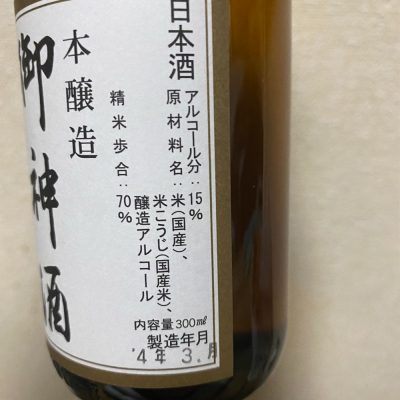 日本酒
アルコール分:15%
原材料名:米(国産)、
米こうじ(国産米)、
醸造アルコール
精米歩合:70%
本醸造
御神酒
内容量300㎖
製造年月
'4年3.月